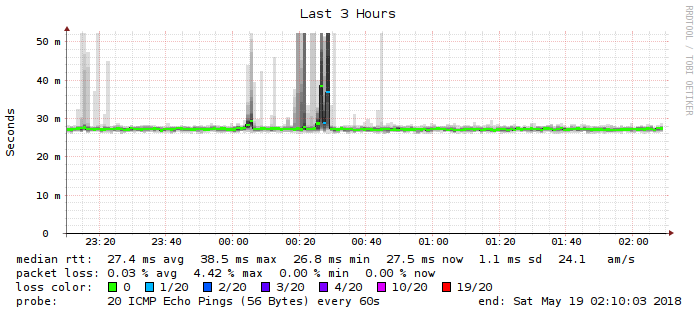 Last 3 Hours
RRDTOOL / TOBI OETIKER
Seconds
50 m
40 m
30 m
20 m
10 m
0
23:20 23:40 00:00 00:20 00:40 01:00 01:20 01:40 02:00
median rtt: 27.4 ms avg 38.5 ms max 26.8 ms min 27.5 ms now 1.1 ms sd 24.1 am/s
packet loss: 0.03 % avg 4.42 % max 0.00 % min 0.00 % now
loss color: 0 1/20 2/20 3/20 4/20 10/20 19/20
probe: 20 ICMP Echo Pings (56 Bytes) every 60s end: Sat May 19 02:10:03 2018